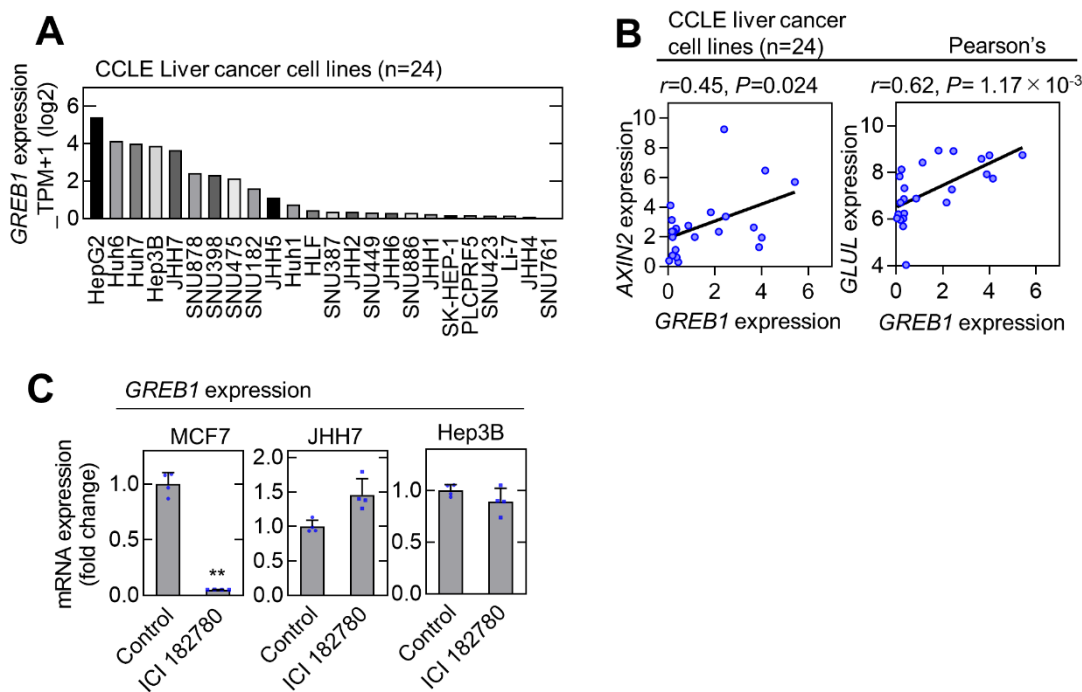 A
CCLE Liver cancer cell lines (n=24)
GREB1 expression
TPM+1 (log2)
6
4
2
0
HepG2
Huh6
Huh7
Hep3B
JHH7
SNU878
SNU398
SNU475
SNU182
JHH5
Huh1
HLF
SNU387
JHH2
SNU449
JHH6
SNU886
JHH1
SK-HEP-1
PLCPRF5
SNU423
Li-7
JHH4
SNU761
B
CCLE liver cancer
cell lines (n=24)
Pearson's
r=0.45, P=0.024
AXIN2 expression
10
8
6
4
2
0
0 2 4 6
GREB1 expression
r=0.62, P= 1.17×10-3
GLUL expression
10
8
6
4
0 2 4 6
GREB1 expression
C
GREB1 expression
mRNA expression
(fold change)
MCF7
1.0
0.5
0.0
**
Control
ICI 182780
JHH7
2.0
1.5
1.0
0.5
0.0
Control
ICI 182780
Hep3B
1.0
0.5
0.0
Control
ICI 182780